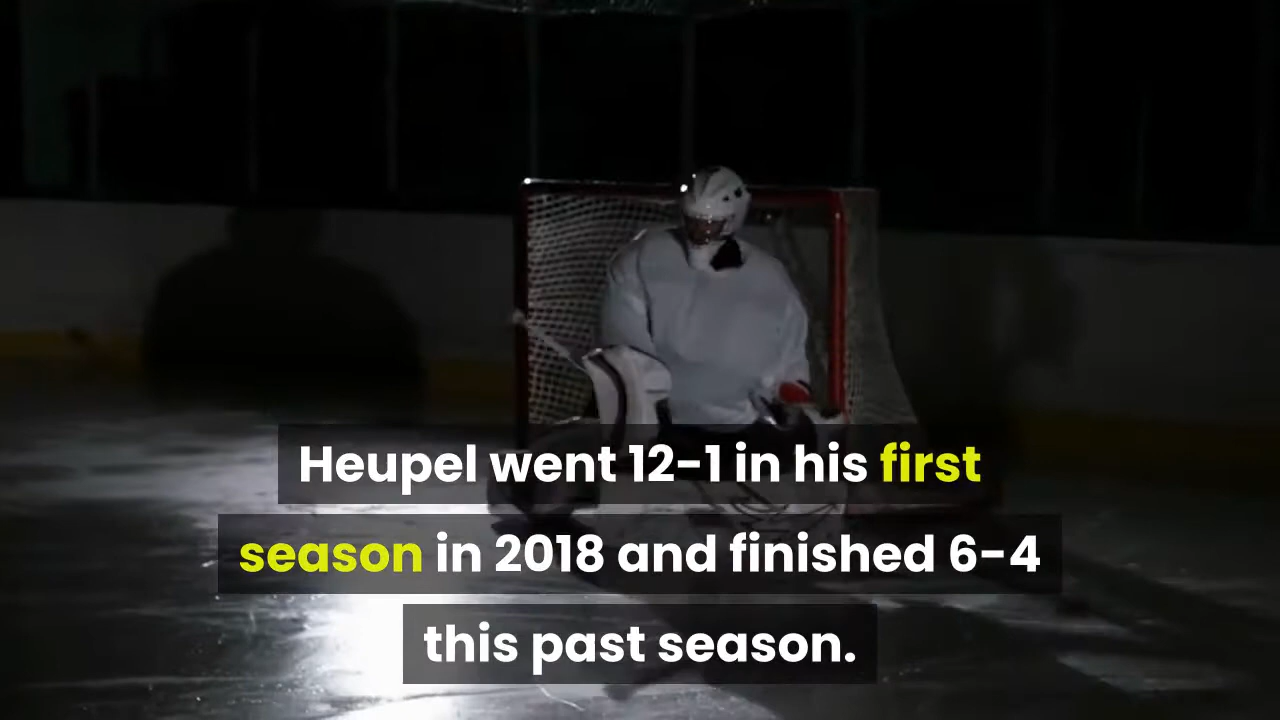 Heupel went 12-1 in his first
season in 2018 and finished 6-4
this past season.